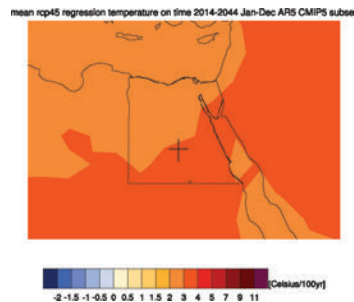 mean rcp45 regression temperature on time 2014-2044 Jan-Dec AR5 CMIP5 subse
[Celsius/100yr]
-2 -1.5 -1 -0.5 0 0.5 1 1.5 2 3 4 5 7 9 11